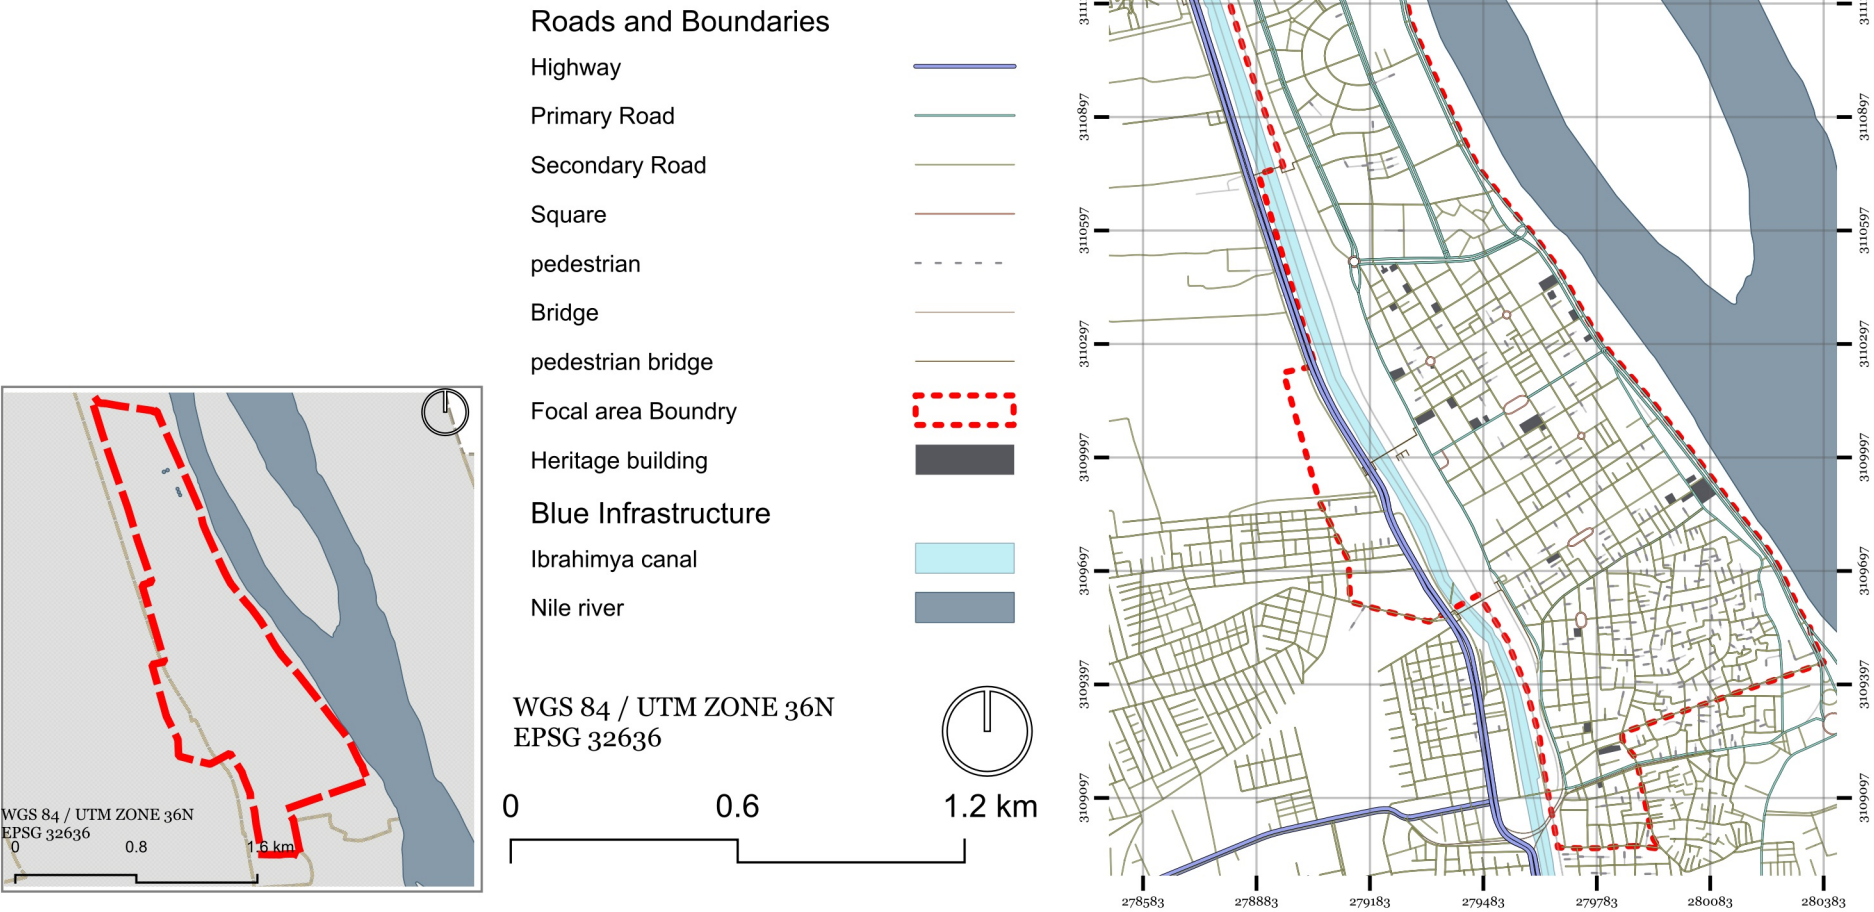 Roads and Boundaries
Highway
Primary Road
Secondary Road
Square
pedestrian
Bridge
pedestrian bridge
Focal area Boundry
Heritage building
Blue Infrastructure
Ibrahimya canal
Nile river
WGS 84 / UTM ZONE 36N
EPSG 32636
0 0.6 1.2 km
WGS 84 / UTM ZONE 36N
EPSG 32636
0 0.8 1.6 km
3110897 3110897
3110597 3110597
3110297 3110297
3109997 3109997
3109697 3109697
3109397 3109397
3109097 3109097
278583 278883 279183 279483 279783 280083 280383